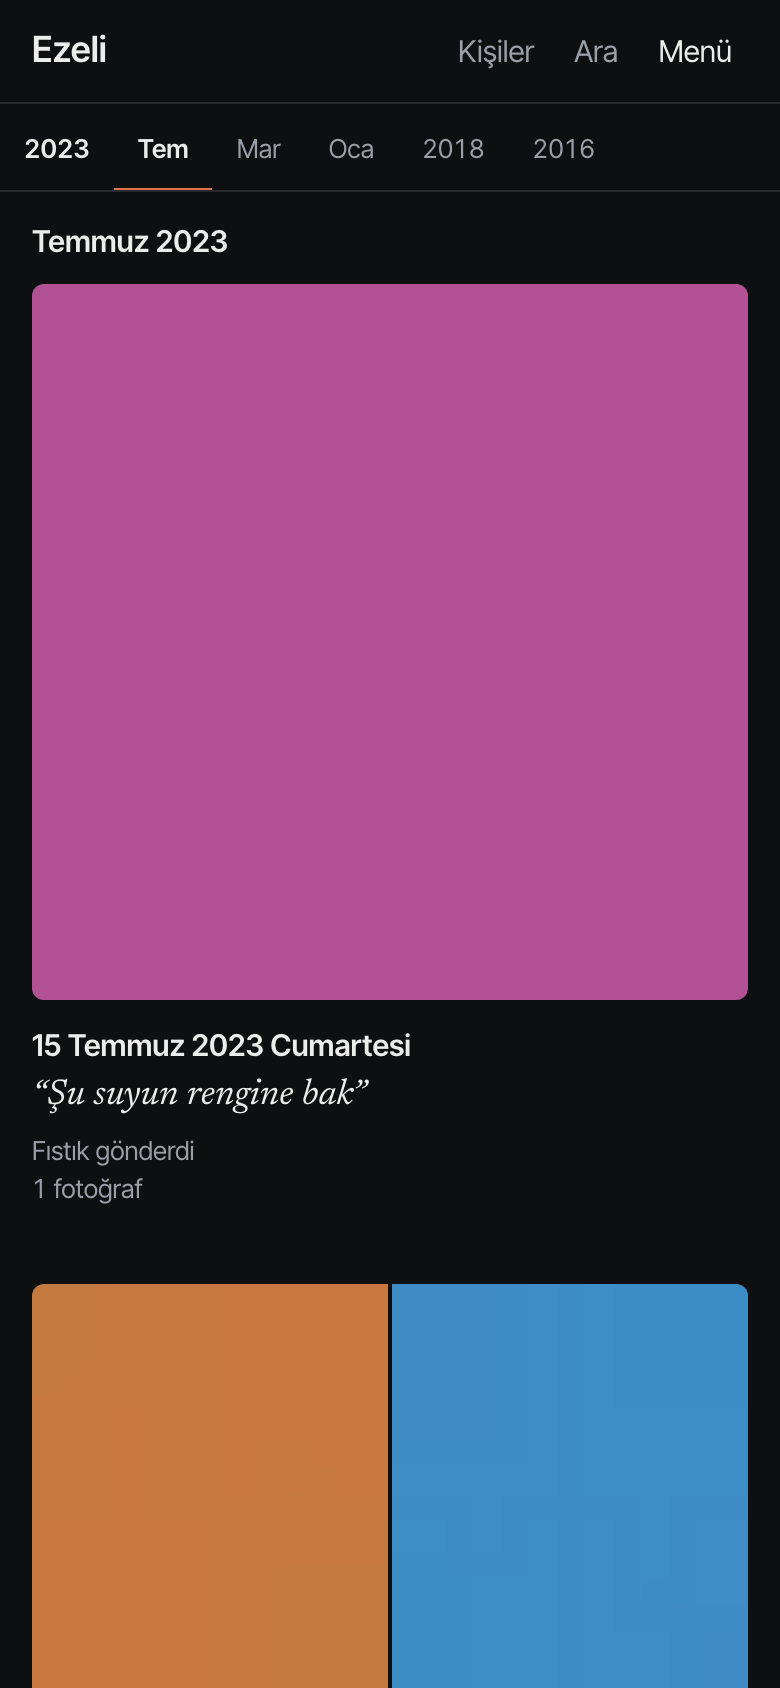 Ezeli
Kişiler Ara Menü
2023 Tem Mar Oca 2018 2016
Temmuz 2023
15 Temmuz 2023 Cumartesi
“Şu suyun rengine bak”
Fıstık gönderdi
1 fotoğraf